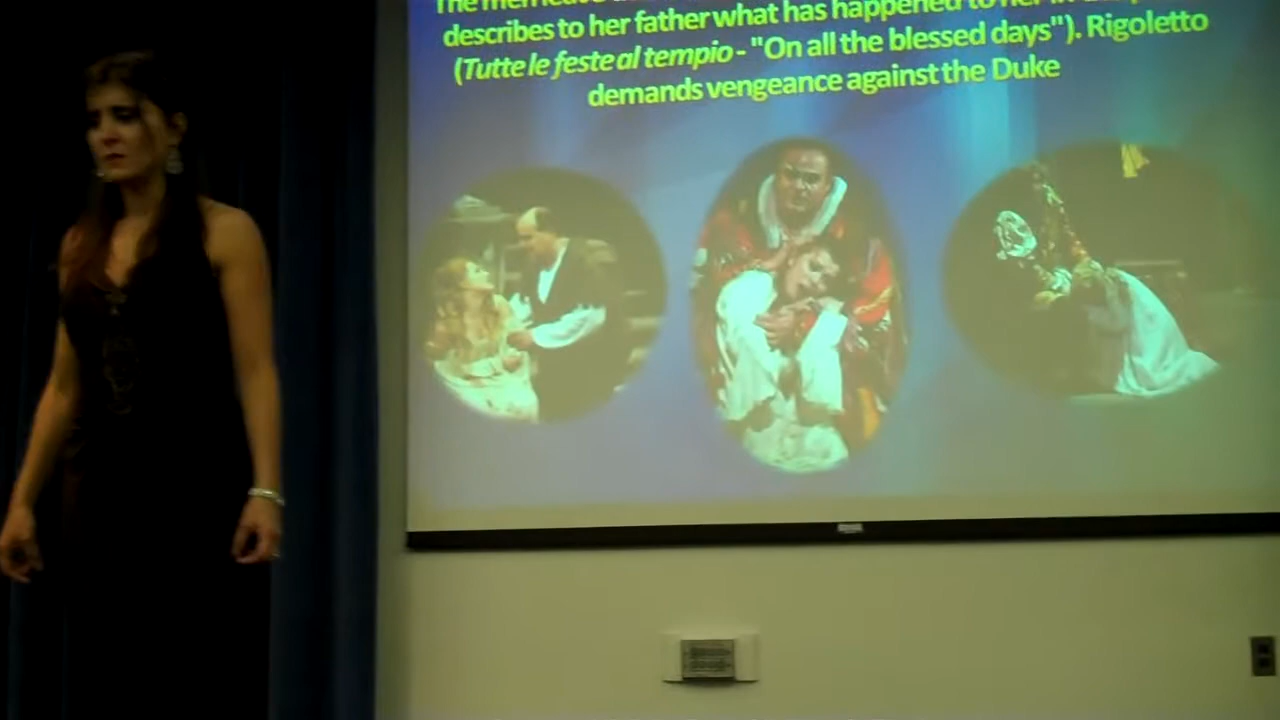 describes to her father what has happened to her in
(Tutte le feste al tempio - "On all the blessed days"). Rigoletto
demands vengeance against the Duke